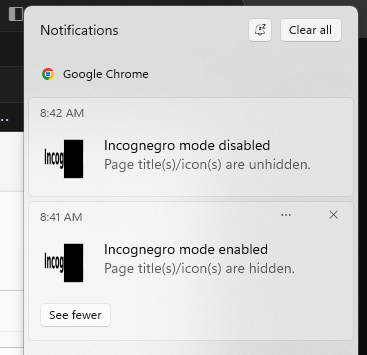 Notifications
Clear all
Google Chrome
8:42 AM
Incog
Incognegro mode disabled
Page title(s)/icon(s) are unhidden.
8:41 AM
Incog
Incognegro mode enabled
Page title(s)/icon(s) are hidden.
See fewer